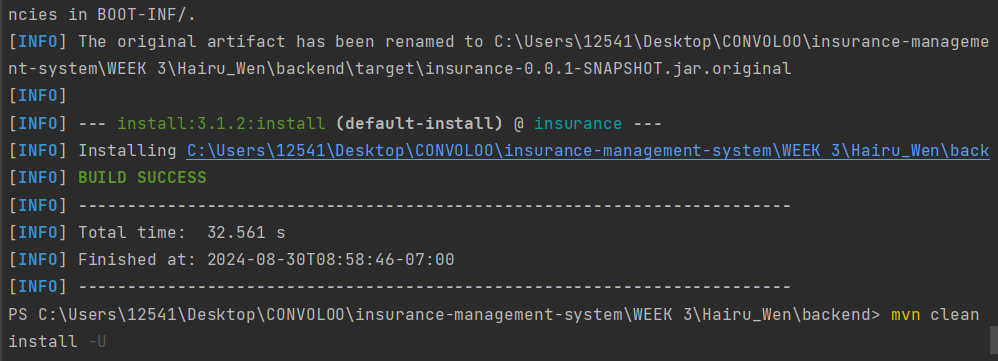 ncies in BOOT-INF/.
[INFO] The original artifact has been renamed to C:\Users\12541\Desktop\CONVOLOO\insurance-manageme
nt-system\WEEK 3\Hairu_Wen\backend\target\insurance-0.0.1-SNAPSHOT.jar.original
[INFO]
[INFO] --- install:3.1.2:install (default-install) @ insurance ---
[INFO] Installing C:\Users\12541\Desktop\CONVOLOO\insurance-management-system\WEEK 3\Hairu_Wen\back
[INFO] BUILD SUCCESS
[INFO] ------------------------------------------------------------------------
[INFO] Total time:  32.561 s
[INFO] Finished at: 2024-08-30T08:58:46-07:00
[INFO] ------------------------------------------------------------------------
PS C:\Users\12541\Desktop\CONVOLOO\insurance-management-system\WEEK 3\Hairu_Wen\backend> mvn clean
install -U